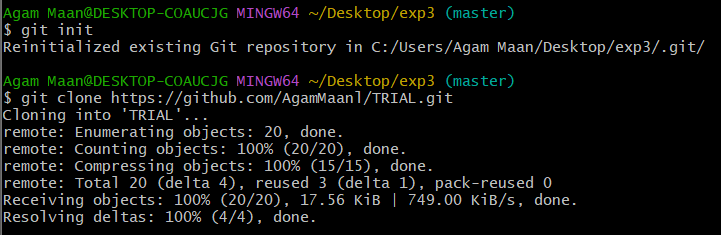 Agam Maan@DESKTOP-COAUCJG MINGW64 ~/Desktop/exp3 (master)
$ git init
Reinitialized existing Git repository in C:/Users/Agam Maan/Desktop/exp3/.git/
Agam Maan@DESKTOP-COAUCJG MINGW64 ~/Desktop/exp3 (master)
$ git clone https://github.com/AgamMaanl/TRIAL.git
Cloning into 'TRIAL'...
remote: Enumerating objects: 20, done.
remote: Counting objects: 100% (20/20), done.
remote: Compressing objects: 100% (15/15), done.
remote: Total 20 (delta 4), reused 3 (delta 1), pack-reused 0
Receiving objects: 100% (20/20), 17.56 KiB | 749.00 KiB/s, done.
Resolving deltas: 100% (4/4), done.